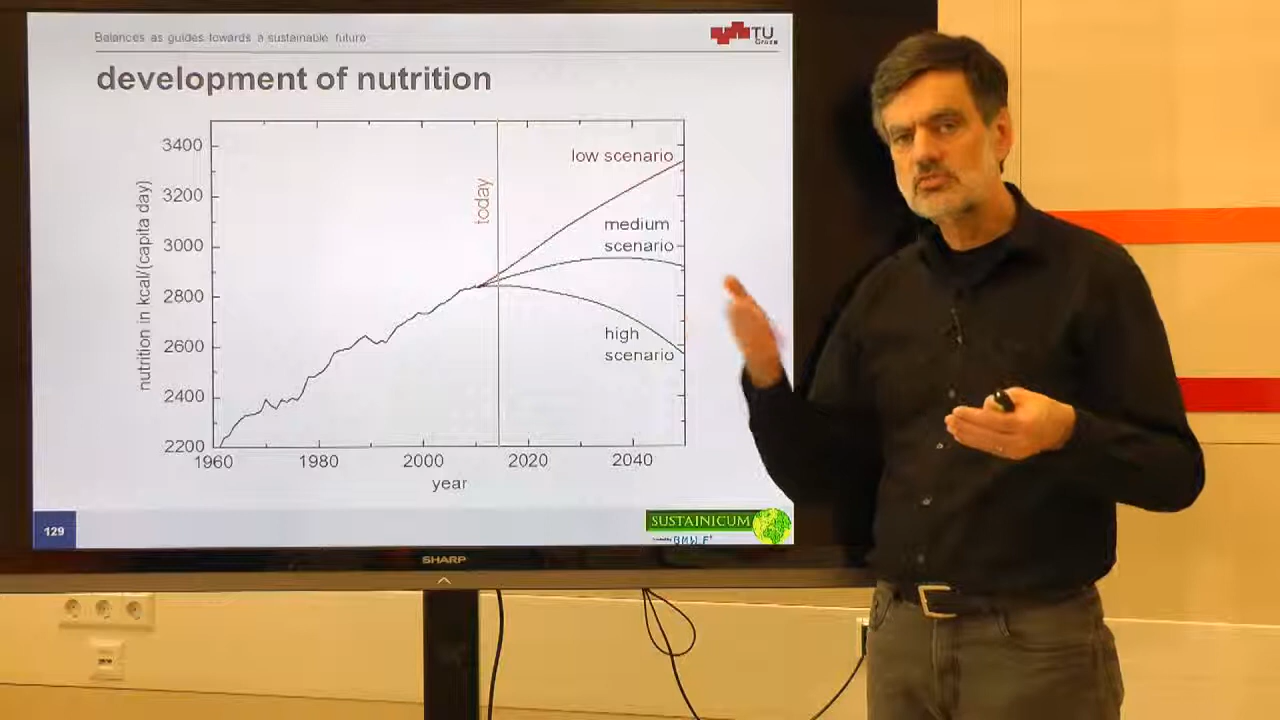 Balances as guides towards a sustainable future
TU
Graz
development of nutrition
nutrition in kcal/(capita day)
3400
3200
3000
2800
2600
2400
2200
1960
1980
2000
2020
2040
year
today
low scenario
medium
scenario
high
scenario
129
SUSTAINICUM
SHARP